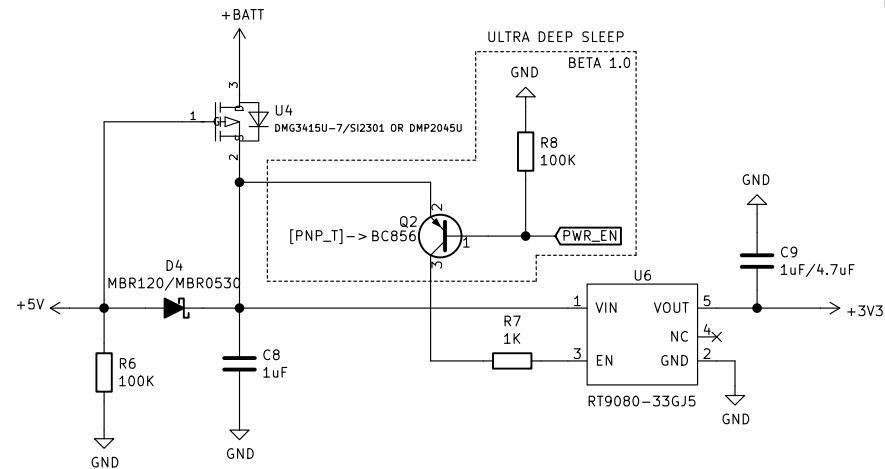 +BATT
ULTRA DEEP SLEEP
BETA 1.0
GND
3
U4
1
G
DMG3415U-7/SI2301 OR DMP2045U
2
R8
100K
GND
Q2
2
[PNP_T]-> BC856
1
PWR_EN
3
C9
1uF/4.7uF
D4
MBR120/MBR0530
U6
+5V
1
VIN
VOUT
5
+3V3
R7
1K
NC
4
3
EN
GND
2
R6
100K
C8
1uF
RT9080-33GJ5
GND
GND
GND